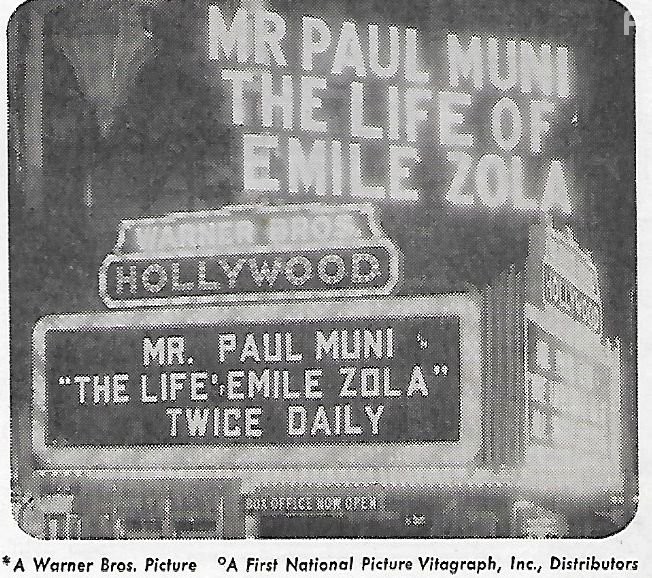 MR PAUL MUNI
THE LIFE OF
EMILE ZOLA
WARNER BROS.
HOLLYWOOD
MR. PAUL MUNI
"THE LIFE OF EMILE ZOLA"
TWICE DAILY
BOX OFFICE NOW OPEN
*A Warner Bros. Picture °A First National Picture Vitagraph, Inc., Distributors